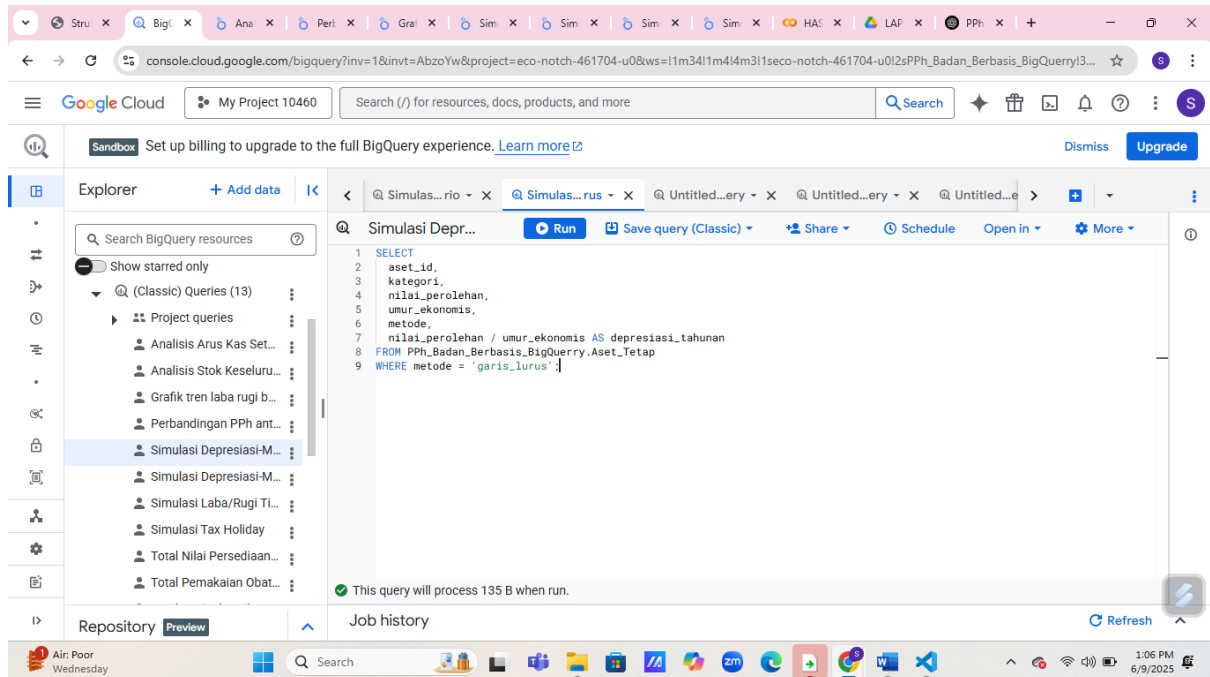 Stru
BigC
Ana
Perb
Graf
Sim
Sim
Sim
Sim
HAS
LAP
PPh
console.cloud.google.com/bigquery?inv=1&invt=AbzoYw&project=eco-notch-461704-u0&ws=!1m34!1m4!4m3!1seco-notch-461704-u0!2sPPh_Badan_Berbasis_BigQuerry!3...
S
Google Cloud
My Project 10460
Search (/) for resources, docs, products, and more
Search
S
Sandbox Set up billing to upgrade to the full BigQuery experience. Learn more
Dismiss
Upgrade
Explorer
+ Add data
Simulas... rio
Simulas... rus
Untitled...ery
Untitled...ery
Untitled...e
Search BigQuery resources
Simulasi Depr...
Run
Save query (Classic)
Share
Schedule
Open in
More
Show starred only
(Classic) Queries (13)
Project queries
Analisis Arus Kas Set...
Analisis Stok Keseluru...
Grafik tren laba rugi b...
Perbandingan PPh ant...
Simulasi Depresiasi-M...
Simulasi Depresiasi-M...
Simulasi Laba/Rugi Ti...
Simulasi Tax Holiday
Total Nilai Persediaan...
Total Pemakaian Obat...
1 SELECT
2 aset_id,
3 kategori,
4 nilai_perolehan,
5 umur_ekonomis,
6 metode,
7 nilai_perolehan / umur_ekonomis AS depresiasi_tahunan
8 FROM PPh_Badan_Berbasis_BigQuerry.Aset_Tetap
9 WHERE metode = 'garis_lurus';
This query will process 135 B when run.
Repository Preview
Job history
Refresh
1
Air: Poor
Wednesday
Search
zm
1:06 PM
6/9/2025